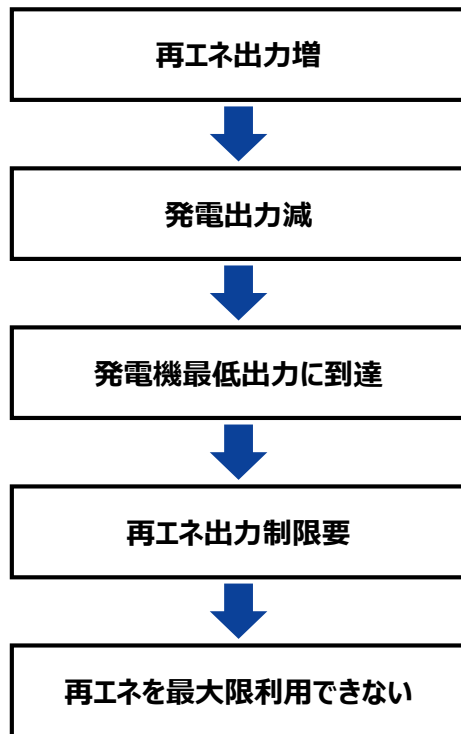 再エネ出力増
発電出力減
発電機最低出力に到達
再エネ出力制限要
再エネを最大限利用できない